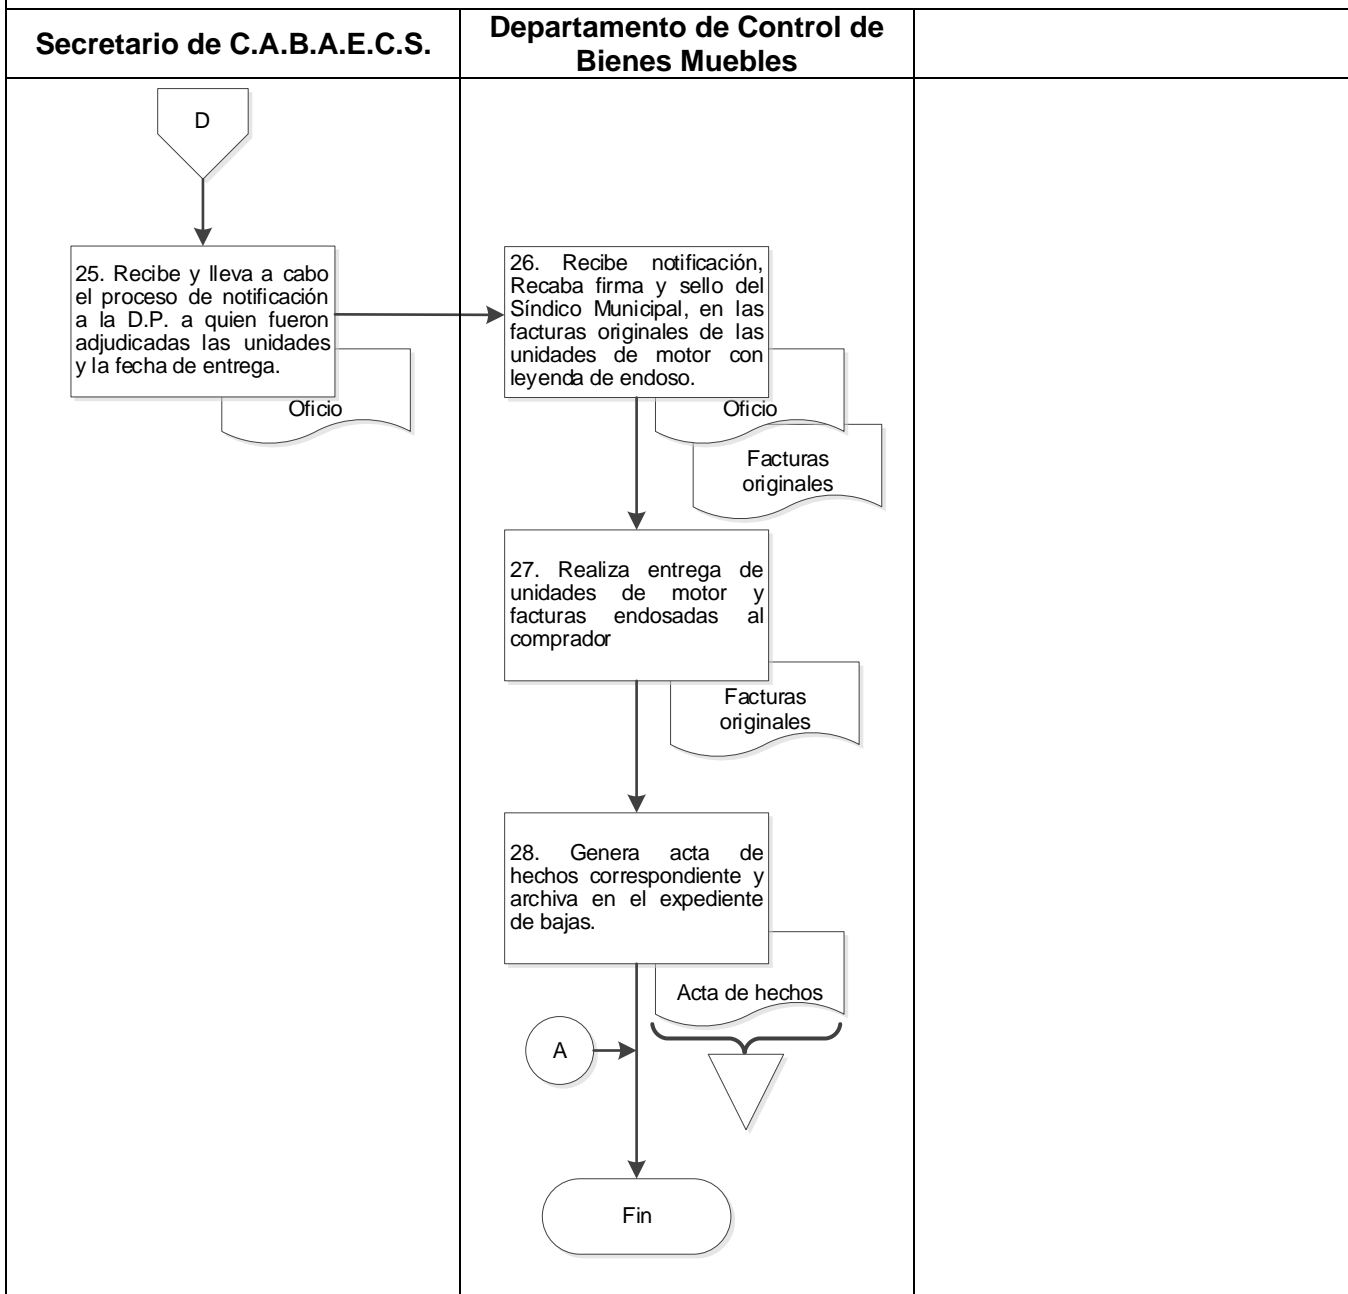 Secretario de C.A.B.A.E.C.S.
Departamento de Control de
Bienes Muebles
D
25. Recibe y lleva a cabo
el proceso de notificación
a la D.P. a quien fueron
adjudicadas las unidades
y la fecha de entrega.
Oficio
26. Recibe notificación,
Recaba firma y sello del
Síndico Municipal, en las
facturas originales de las
unidades de motor con
leyenda de endoso.
Oficio
Facturas
originales
27. Realiza entrega de
unidades de motor y
facturas endosadas al
comprador
Facturas
originales
28. Genera acta de
hechos correspondiente y
archiva en el expediente
de bajas.
Acta de hechos
A
Fin